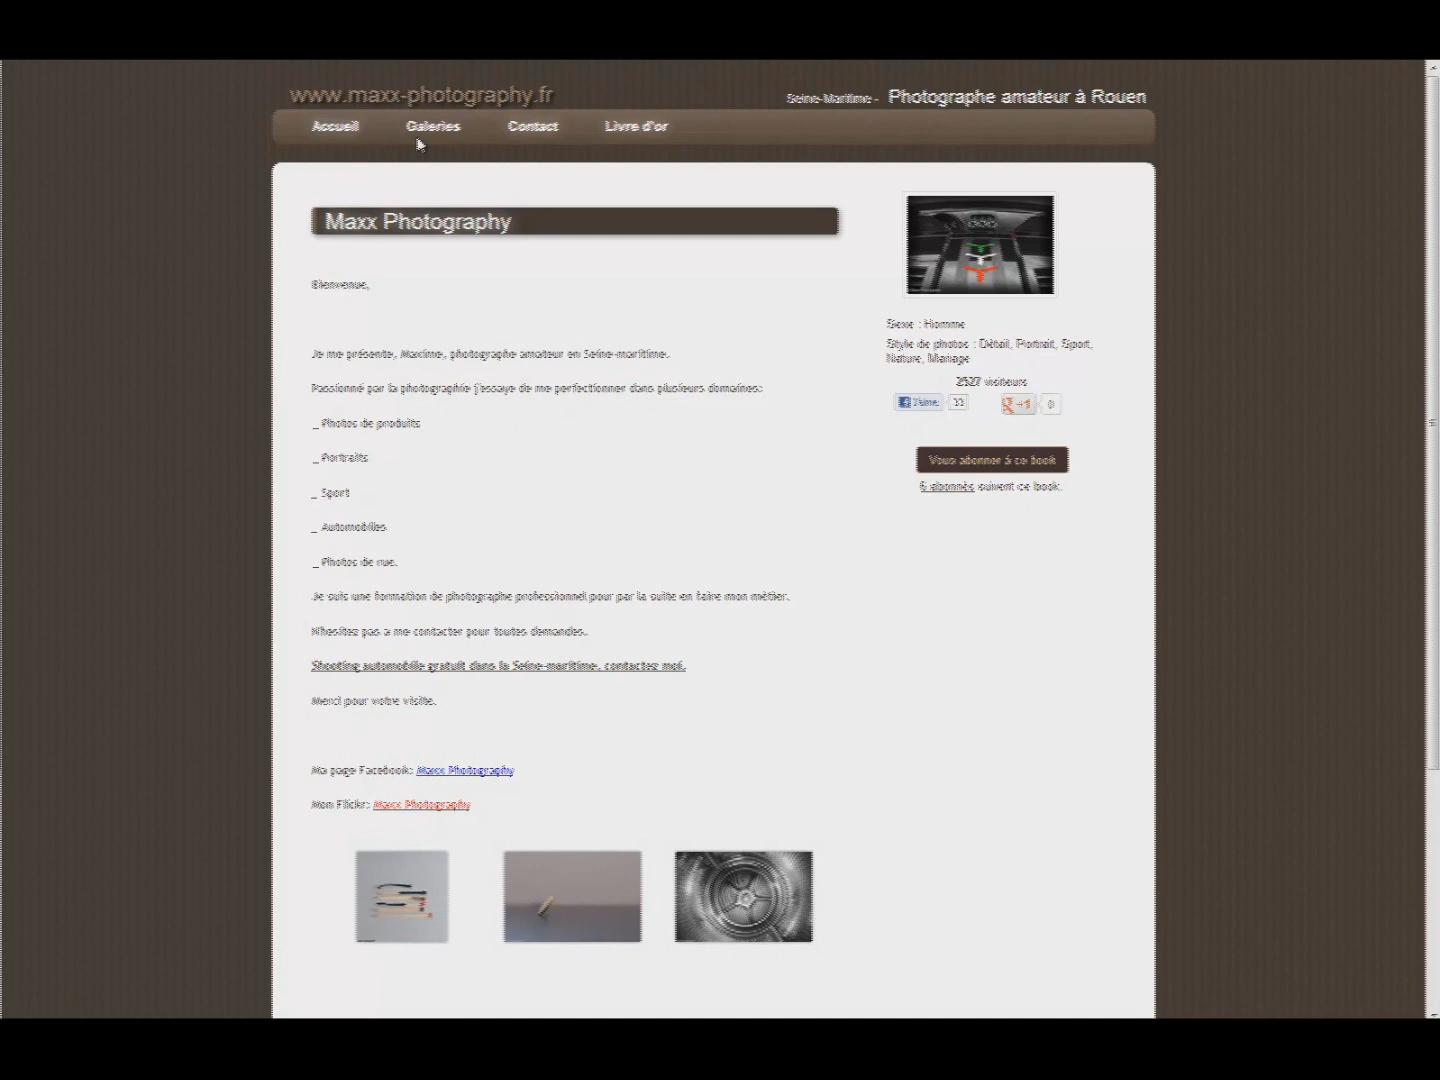 www.maxx-photography.fr
Seine-Maritime - Photographe amateur à Rouen
Accueil Galeries Contact Livre d'or
Maxx Photography
Bienvenue,
Je me présente, Maxime, photographe amateur en Seine-maritime.
Passionné par la photographie j'essaye de me perfectionner dans plusieurs domaines:
_ Photos de produits
_ Portraits
_ Sport
_ Automobiles
_ Photos de rue.
Je suis une formation de photographe professionnel pour par la suite en faire mon métier.
N'hesitez pas a me contacter pour toutes demandes.
Shooting automobile gratuit dans la Seine-maritime, contactez moi.
Merci pour votre visite.
Ma page Facebook: Maxx Photography
Mon Flickr: Maxx Photography
Sexe : Homme
Style de photos : Détail, Portrait, Sport,
Nature, Mariage
2527 visiteurs
J'aime 33 +1 0
Vous abonner à ce book
6 abonnés suivent ce book.